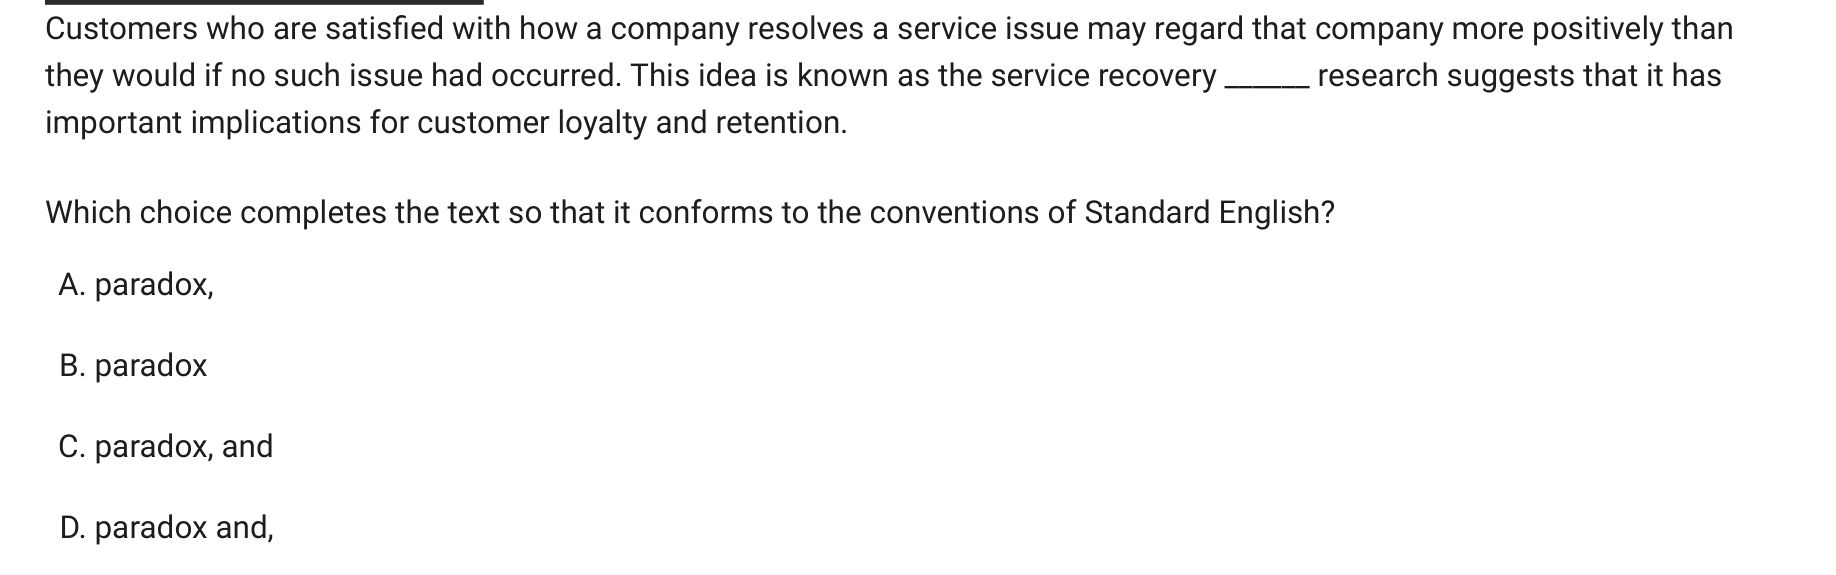 Customers who are satisfied with how a company resolves a service issue may regard that company more positively than
they would if no such issue had occurred. This idea is known as the service recovery ______ research suggests that it has
important implications for customer loyalty and retention.
Which choice completes the text so that it conforms to the conventions of Standard English?
A. paradox,
B. paradox
C. paradox, and
D. paradox and,